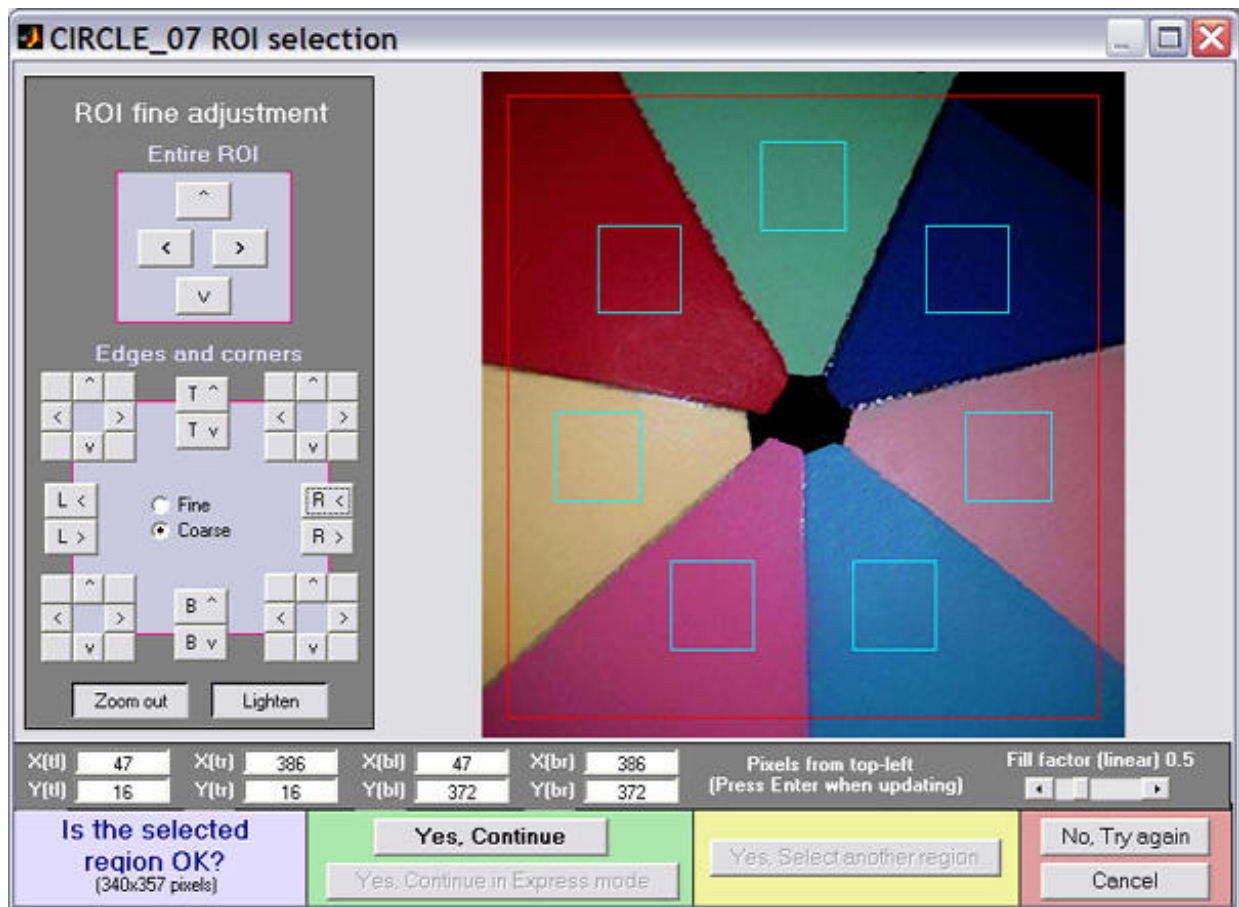 CIRCLE_07 ROI selection
ROI fine adjustment
Entire ROI
^
< >
v
Edges and corners
^ T ^ ^
< > T v < >
v v
L < Fine R <
L > Coarse R >
^ B ^ ^
< > B v < >
v v
Zoom out Lighten
X(tl) 47 X(tr) 386 X(bl) 47 X(br) 386 Pixels from top-left Fill factor (linear) 0.5
Y(tl) 16 Y(tr) 16 Y(bl) 372 Y(br) 372 (Press Enter when updating)
Is the selected
region OK?
(340x357 pixels)
Yes, Continue
Yes, Continue in Express mode
Yes, Select another region
No, Try again
Cancel